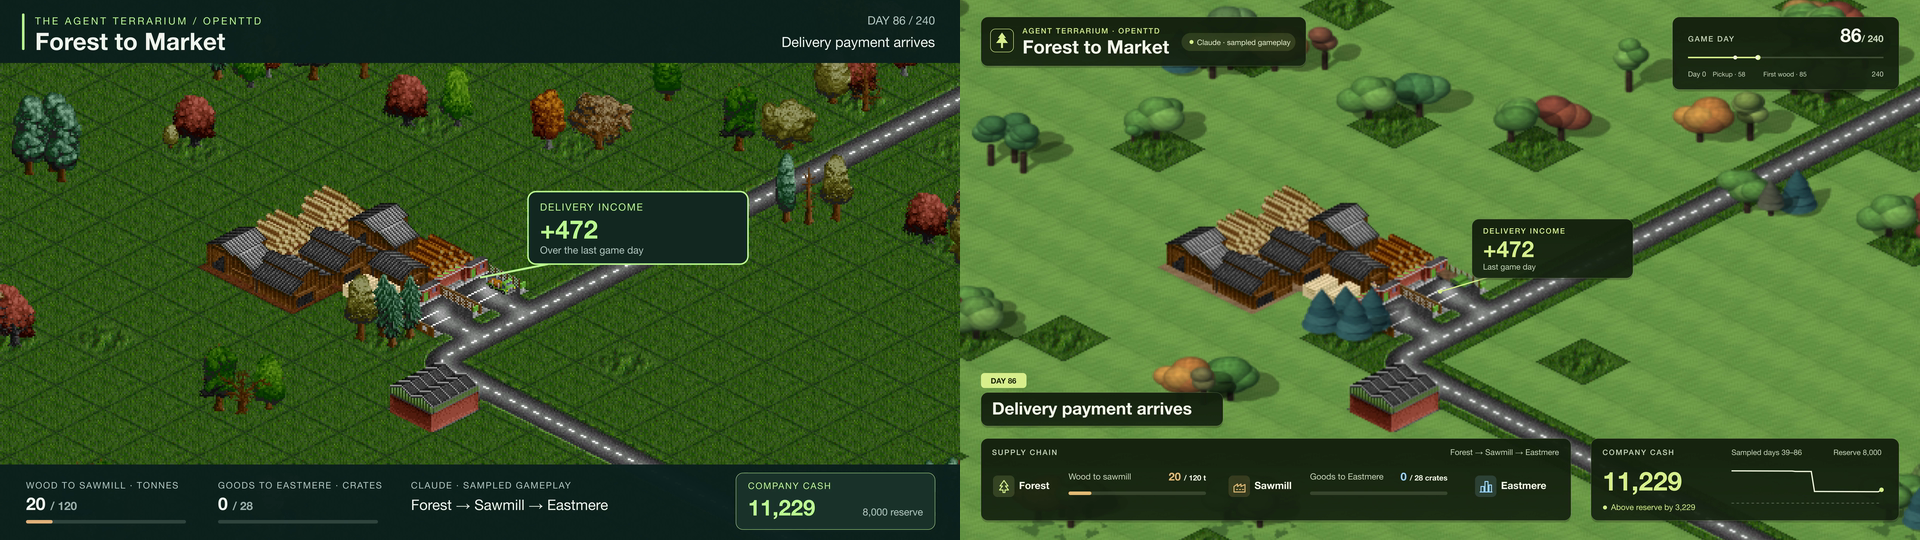 THE AGENT TERRARIUM / OPENTTD
Forest to Market
DAY 86 / 240
Delivery payment arrives
DELIVERY INCOME
+472
Over the last game day
WOOD TO SAWMILL · TONNES
20 / 120
GOODS TO EASTMERE · CRATES
0 / 28
CLAUDE · SAMPLED GAMEPLAY
Forest → Sawmill → Eastmere
COMPANY CASH
11,229
8,000 reserve
AGENT TERRARIUM · OPENTTD
Forest to Market
Claude · sampled gameplay
GAME DAY
86 / 240
Day 0 Pickup · 58 First wood · 85 240
DELIVERY INCOME
+472
Last game day
DAY 86
Delivery payment arrives
SUPPLY CHAIN
Forest → Sawmill → Eastmere
Forest
Wood to sawmill 20 / 120 t
Sawmill
Goods to Eastmere 0 / 28 crates
Eastmere
COMPANY CASH
Sampled days 39–86
Reserve 8,000
11,229
Above reserve by 3,229